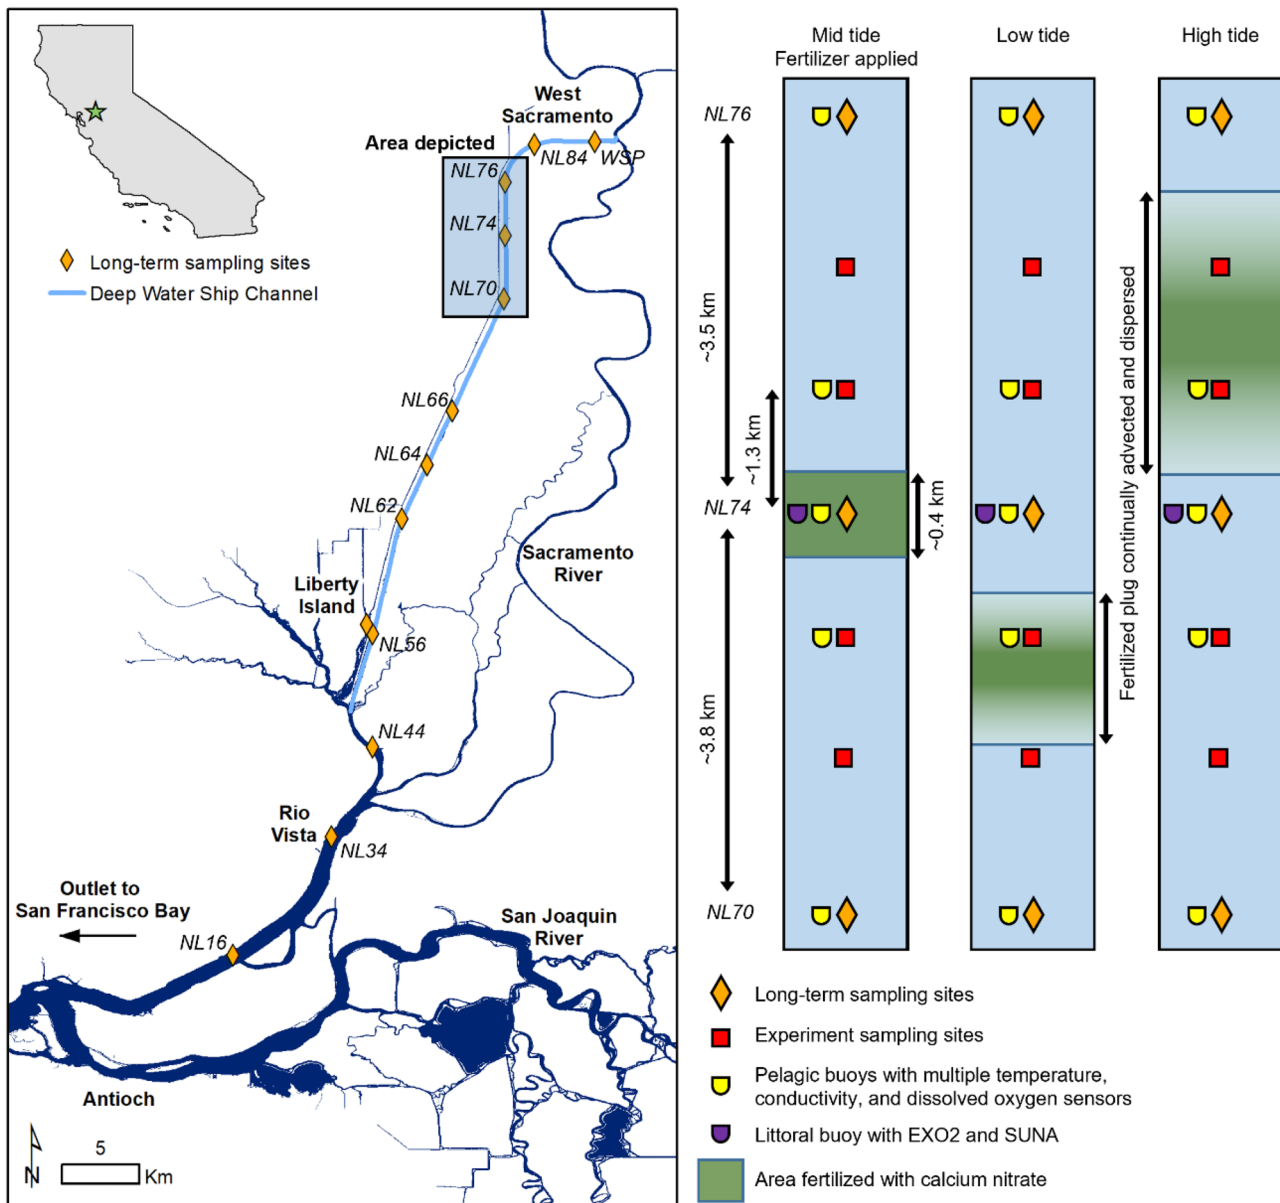 West
Sacramento
Area depicted
NL84
WSP
NL76
NL74
NL70
Long-term sampling sites
Deep Water Ship Channel
NL66
NL64
NL62
Sacramento
River
Liberty
Island
NL56
NL44
Rio
Vista
NL34
Outlet to
San Francisco Bay
NL16
San Joaquin
River
Antioch
N
5
Km
Mid tide
Fertilizer applied
Low tide
High tide
NL76
~3.5 km
~1.3 km
NL74
~0.4 km
~3.8 km
NL70
Fertilized plug continually advected and dispersed
Long-term sampling sites
Experiment sampling sites
Pelagic buoys with multiple temperature,
conductivity, and dissolved oxygen sensors
Littoral buoy with EXO2 and SUNA
Area fertilized with calcium nitrate